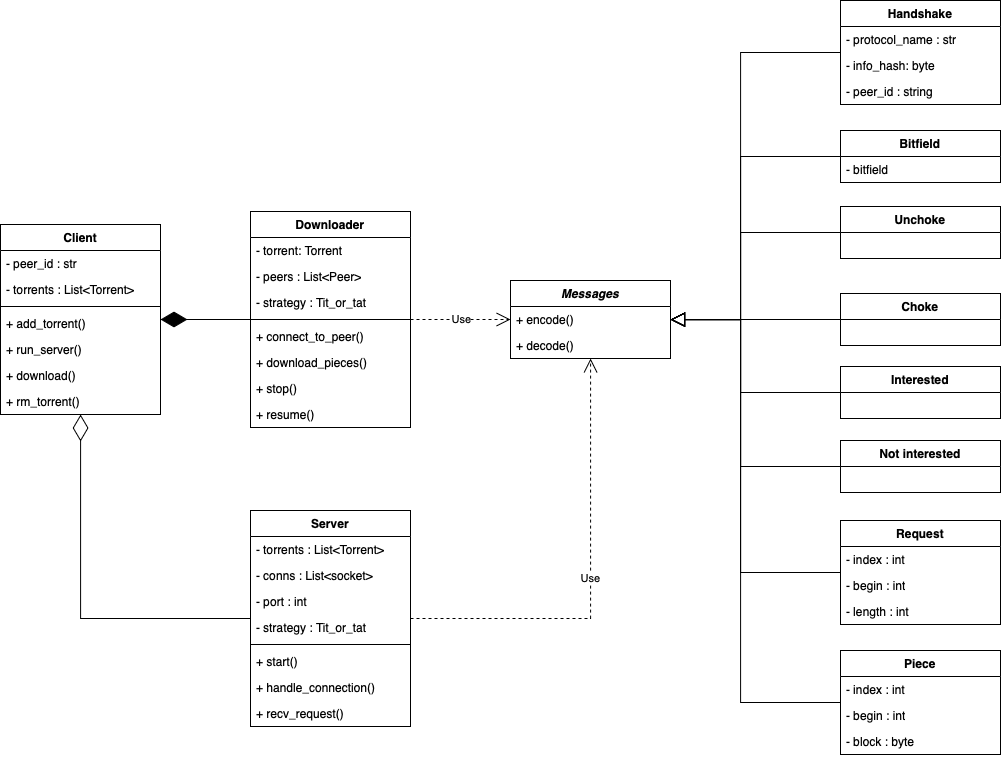 Client
- peer_id : str
- torrents : List<Torrent>
+ add_torrent()
+ run_server()
+ download()
+ rm_torrent()
Downloader
- torrent: Torrent
- peers : List<Peer>
- strategy : Tit_or_tat
+ connect_to_peer()
+ download_pieces()
+ stop()
+ resume()
Use
Messages
+ encode()
+ decode()
Server
- torrents : List<Torrent>
- conns : List<socket>
- port : int
- strategy : Tit_or_tat
+ start()
+ handle_connection()
+ recv_request()
Use
Handshake
- protocol_name : str
- info_hash: byte
- peer_id : string
Bitfield
- bitfield
Unchoke
Choke
Interested
Not interested
Request
- index : int
- begin : int
- length : int
Piece
- index : int
- begin : int
- block : byte